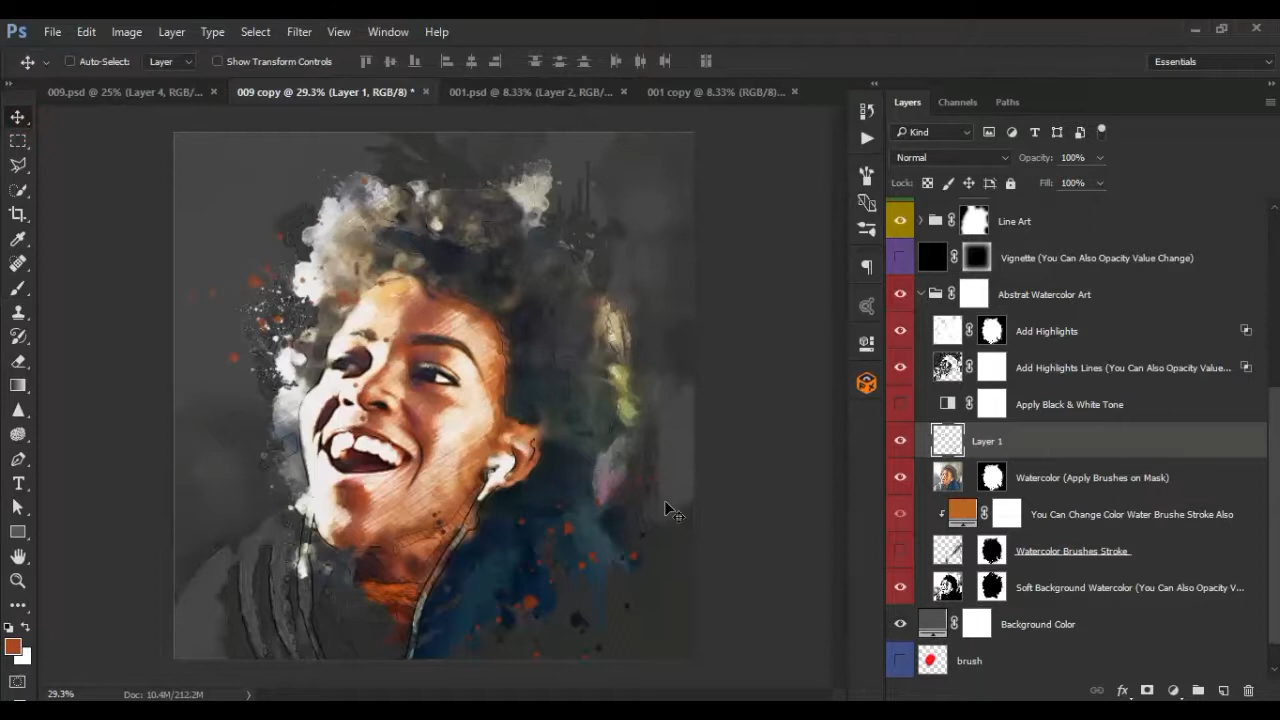 Ps File Edit Image Layer Type Select Filter View Window Help
Auto-Select: Layer Show Transform Controls Essentials
009.psd @ 25% (Layer 4, RGB/... × 009 copy @ 29.3% (Layer 1, RGB/8) * × 001.psd @ 8.33% (Layer 2, RGB/... × 001 copy @ 8.33% (RGB/8)... ×
Layers Channels Paths
Kind
Normal Opacity: 100%
Lock: Fill: 100%
Line Art
Vignette (You Can Also Opacity Value Change)
Abstrat Watercolor Art
Add Highlights
Add Highlights Lines (You Can Also Opacity Value...
Apply Black & White Tone
Layer 1
Watercolor (Apply Brushes on Mask)
You Can Change Color Water Brushe Stroke Also
Watercolor Brushes Stroke
Soft Background Watercolor (You Can Also Opacity V...
Background Color
brush
29.3% Doc: 10.4M/212.2M